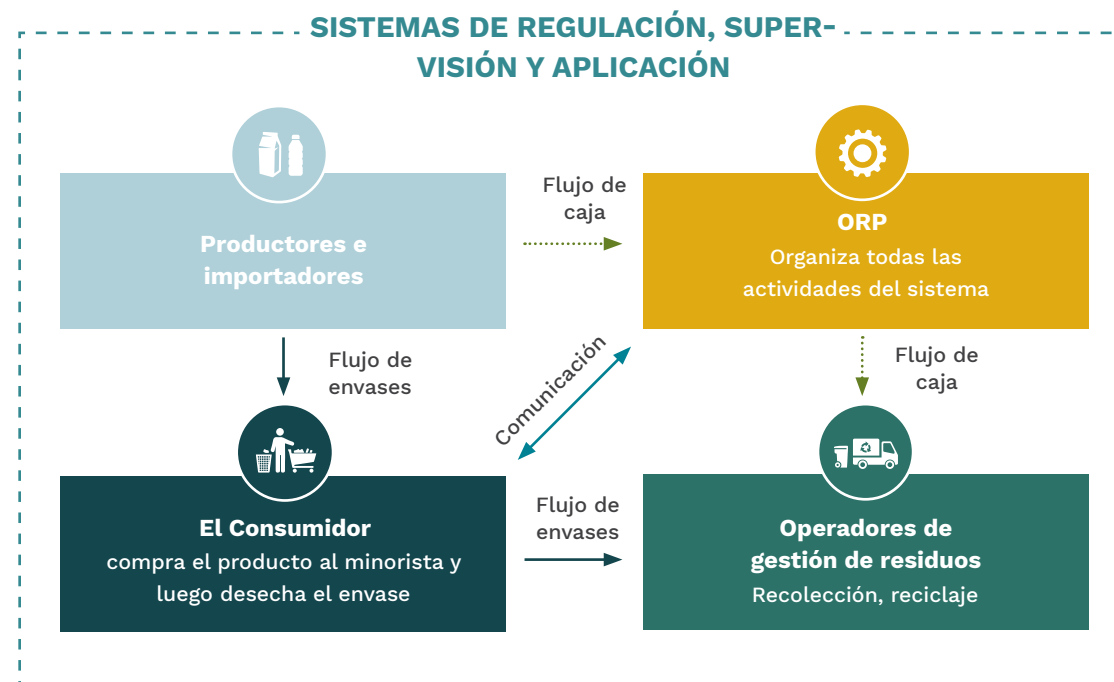 SISTEMAS DE REGULACIÓN, SUPER-
VISIÓN Y APLICACIÓN
Productores e
importadores
Flujo de
caja
ORP
Organiza todas las
actividades del sistema
Flujo de
envases
Comunicación
Flujo de
caja
El Consumidor
compra el producto al minorista y
luego desecha el envase
Flujo de
envases
Operadores de
gestión de residuos
Recolección, reciclaje